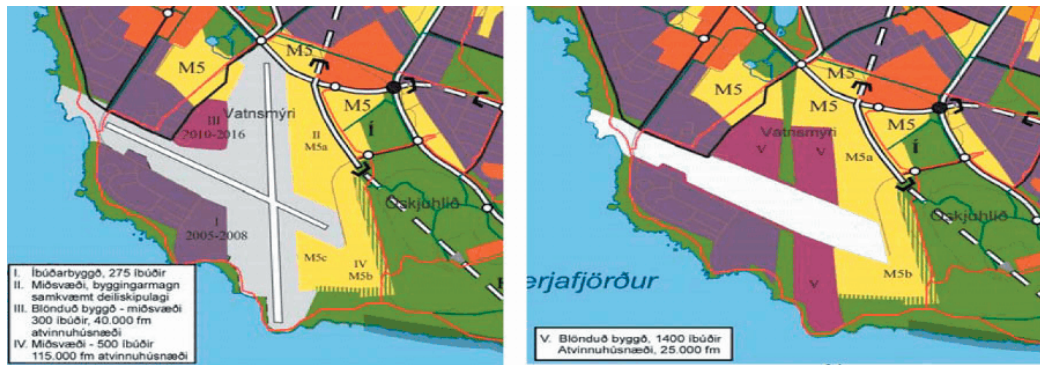 M5
Vatnsmýri
III
2010-2016
II
M5a
M5
Í
Öskjuhlíð
I
2005-2008
M5c
IV
M5b
I. Íbúðarbyggð, 275 íbúðir
II. Miðsvæði, byggingarmagn
samkvæmt deiliskipulagi
III. Blönduð byggð - miðsvæði
300 íbúðir, 40.000 fm
atvinnuhúsnæði
IV. Miðsvæði - 500 íbúðir
115.000 fm atvinnuhúsnæði
M5
M5
Vatnsmýri
V
V
M5
M5a
Í
Öskjuhlíð
M5b
erjafjörður
V
V. Blönduð byggð, 1400 íbúðir
Atvinnuhúsnæði, 25.000 fm